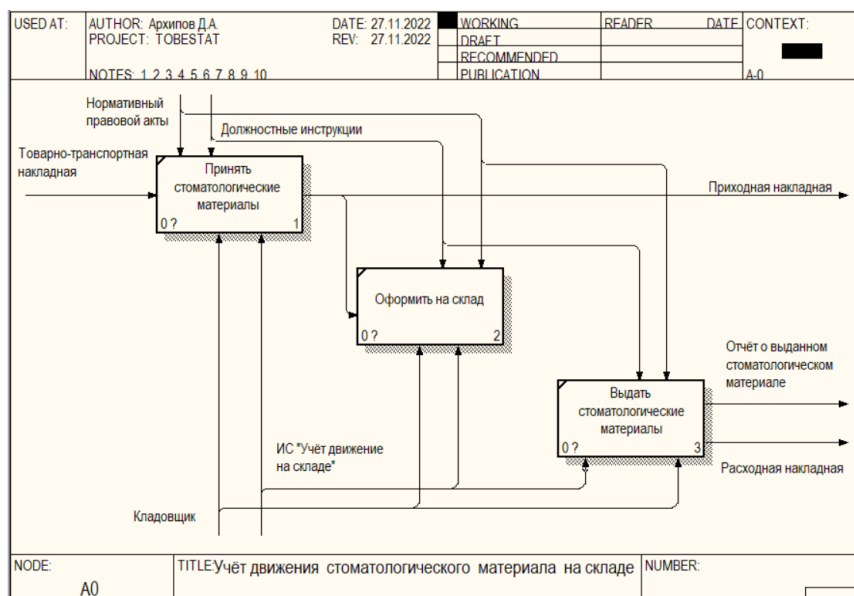 USED AT:
AUTHOR: Архипов Д.А.
DATE: 27.11.2022
WORKING
READER
DATE
CONTEXT:
PROJECT: TOBESTAT
REV: 27.11.2022
DRAFT
RECOMMENDED
NOTES: 1 2 3 4 5 6 7 8 9 10
PUBLICATION
A-0
Нормативный
правовой акты
Должностные инструкции
Товарно-транспортная
накладная
Принять
стоматологические
материалы
0 ?
1
Приходная накладная
Оформить на склад
0 ?
2
Отчёт о выданном
стоматологическом
материале
Выдать
стоматологические
материалы
0 ?
3
ИС "Учёт движение
на складе"
Расходная накладная
Кладовщик
NODE:
A0
TITLE:
Учёт движения стоматологического материала на складе
NUMBER: